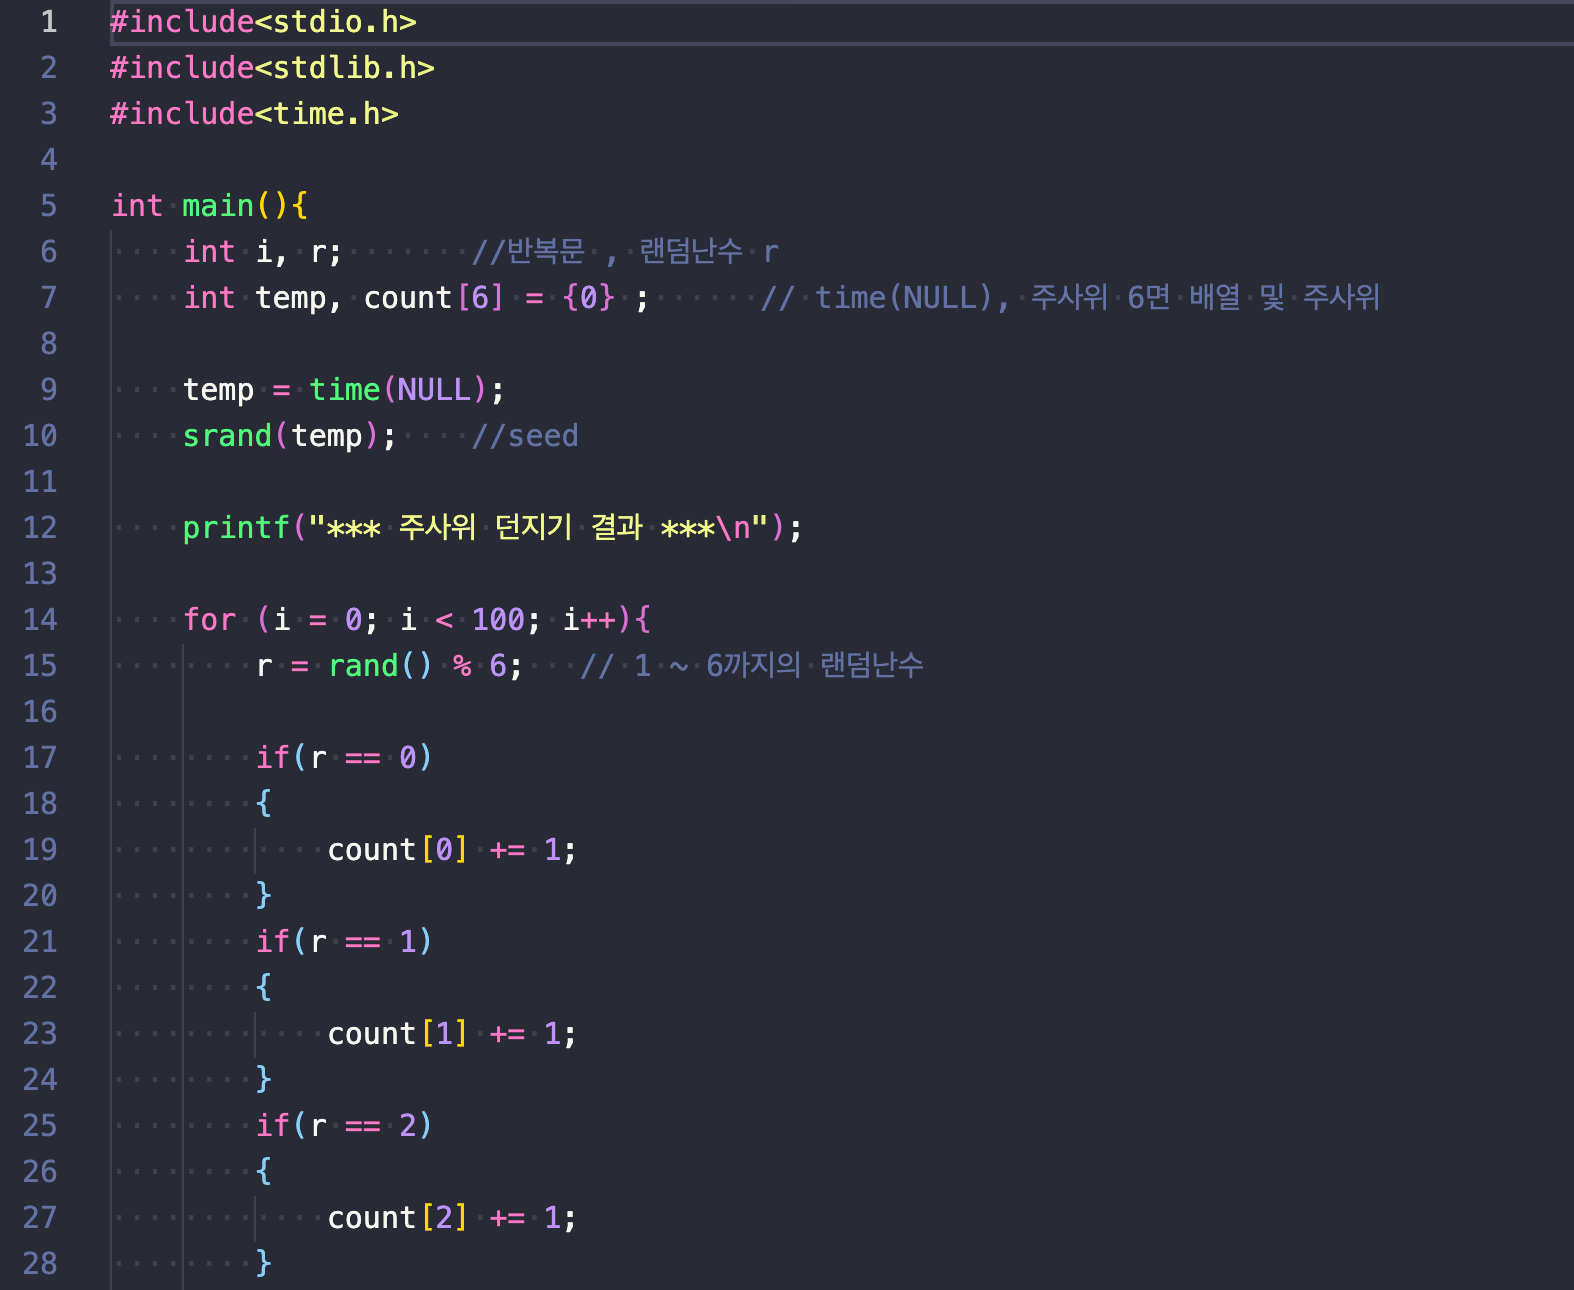 1 #include<stdio.h>
2 #include<stdlib.h>
3 #include<time.h>
4
5 int main(){
6     int i, r;       //반복문 , 랜덤난수 r
7     int temp, count[6] = {0} ;      // time(NULL), 주사위 6면 배열 및 주사위
8
9     temp = time(NULL);
10     srand(temp);    //seed
11
12     printf("*** 주사위 던지기 결과 ***\n");
13
14     for (i = 0; i < 100; i++){
15         r = rand() % 6;   // 1 ~ 6까지의 랜덤난수
16
17         if(r == 0)
18         {
19             count[0] += 1;
20         }
21         if(r == 1)
22         {
23             count[1] += 1;
24         }
25         if(r == 2)
26         {
27             count[2] += 1;
28         }